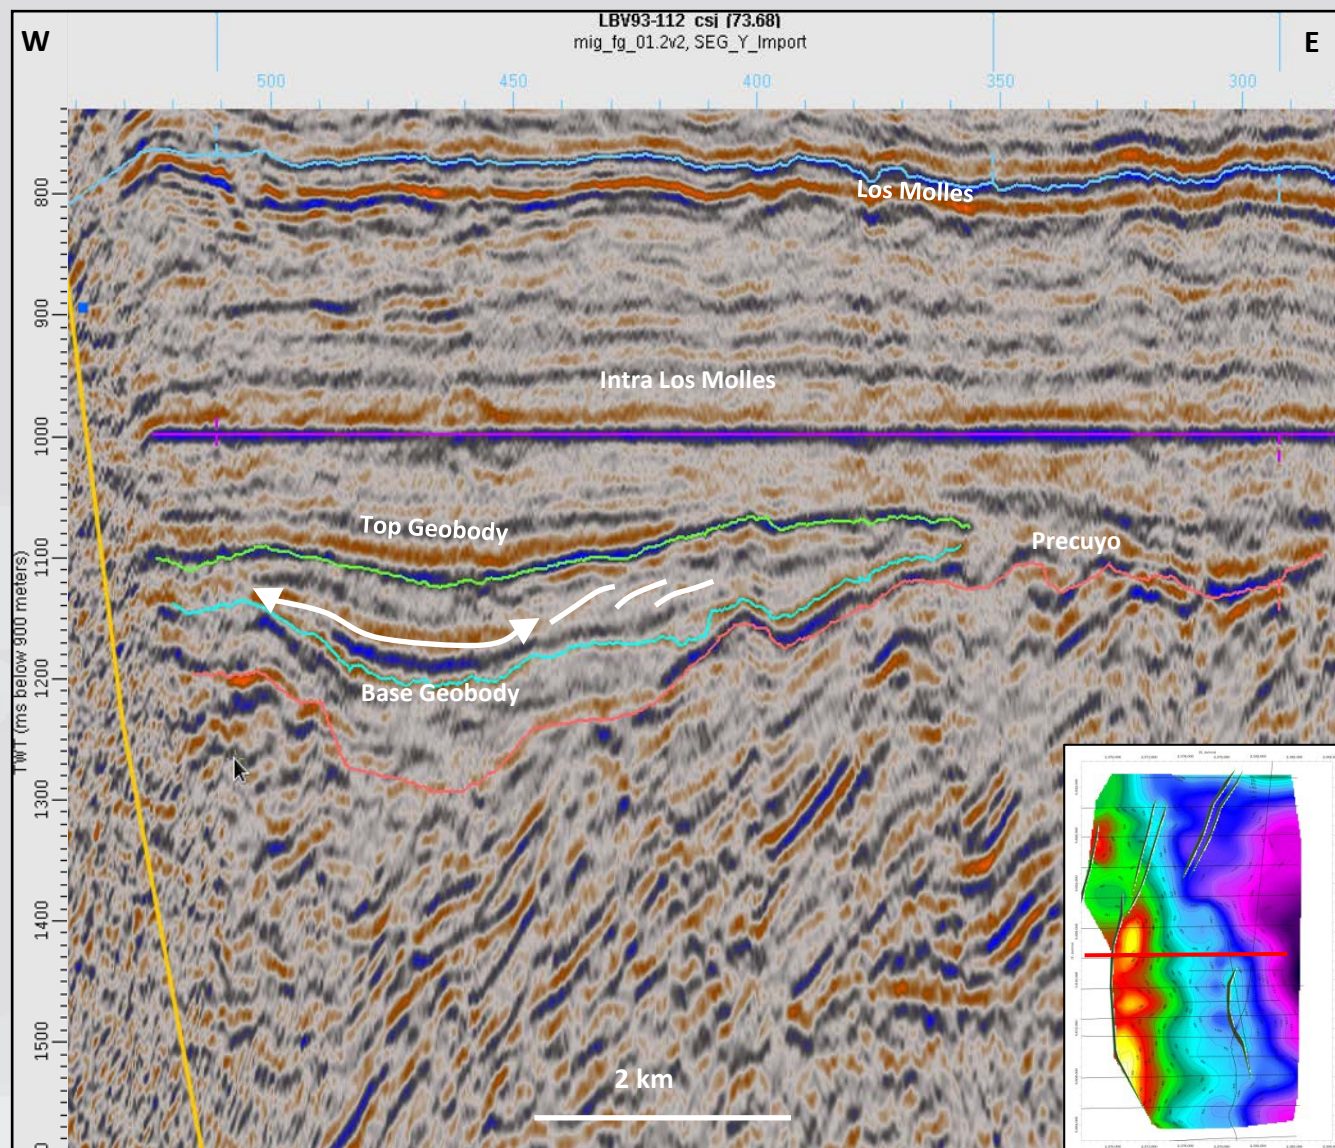 LBV93-112_csj (73.68)
mig_fg_01.2v2, SEG_Y_Import
W
E
500 450 400 350 300
TWT (ms below 900 meters)
800
900
1000
1100
1200
1300
1400
1500
Los Molles
Intra Los Molles
Top Geobody
Precuyo
Base Geobody
2 km